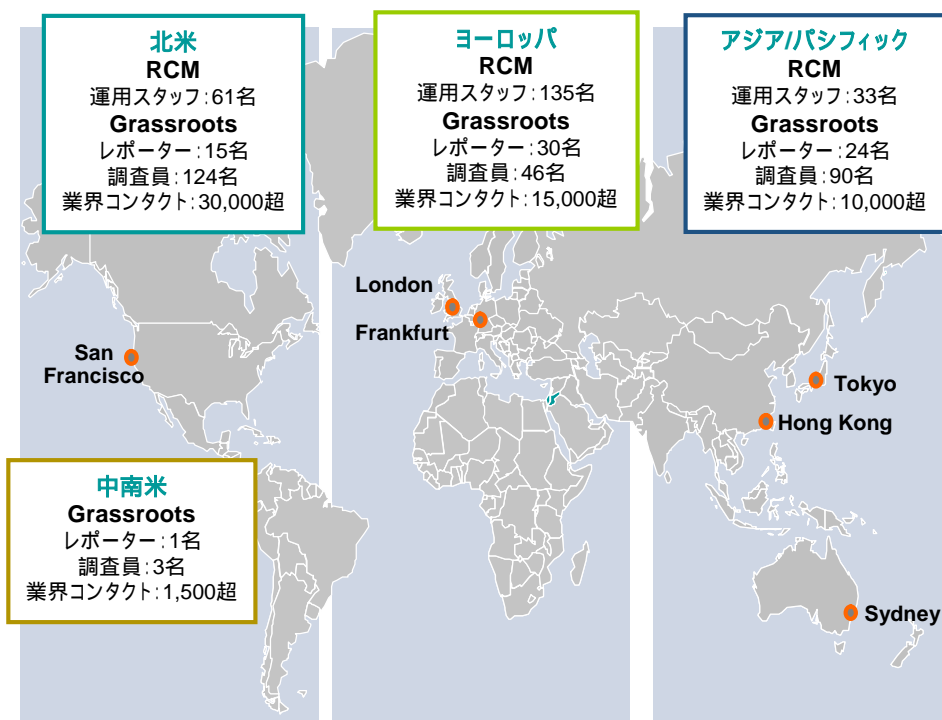 北米
RCM
運用スタッフ:61名
Grassroots
レポーター:15名
調査員:124名
業界コンタクト:30,000超
ヨーロッパ
RCM
運用スタッフ:135名
Grassroots
レポーター:30名
調査員:46名
業界コンタクト:15,000超
アジア/パシフィック
RCM
運用スタッフ:33名
Grassroots
レポーター:24名
調査員:90名
業界コンタクト:10,000超
London
Frankfurt
San
Francisco
Tokyo
Hong Kong
中南米
Grassroots
レポーター:1名
調査員:3名
業界コンタクト:1,500超
Sydney